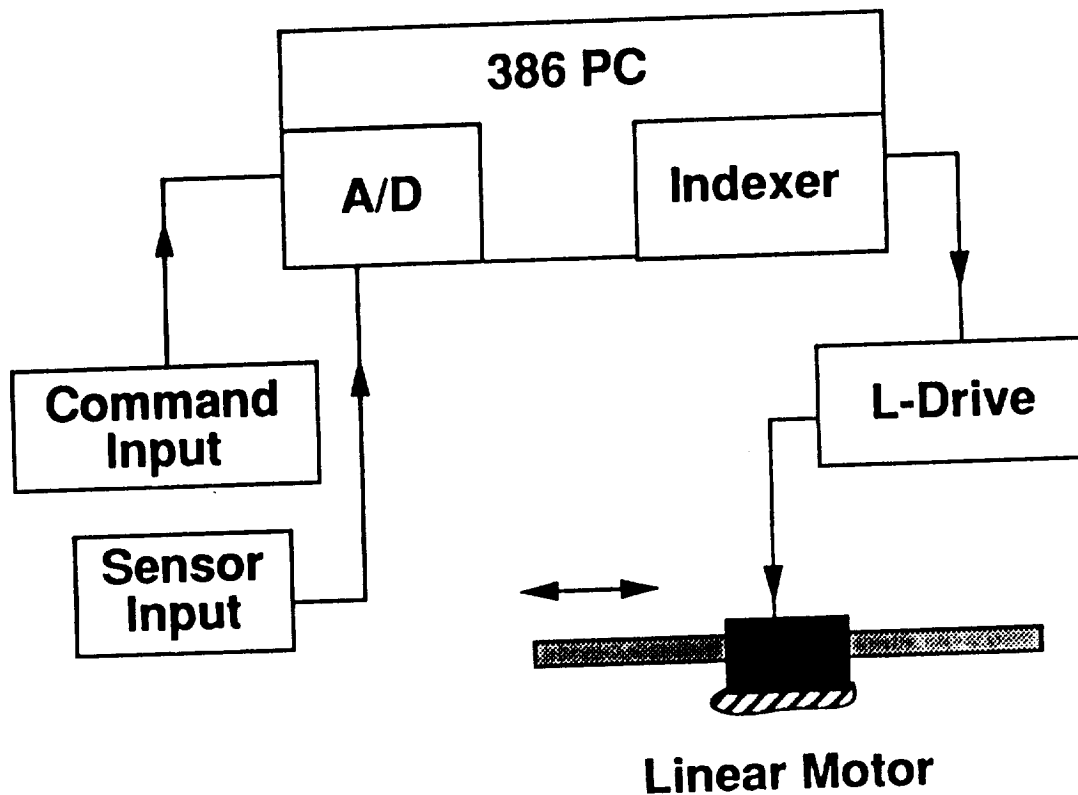 386 PC
A/D
Indexer
Command
Input
L-Drive
Sensor
Input
Linear Motor